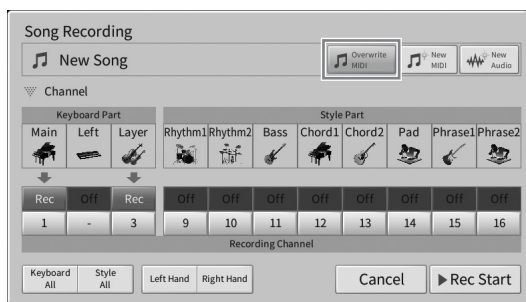 Song Recording
New Song
Overwrite MIDI
New MIDI
New Audio
Channel
Keyboard Part
Style Part
Main Left Layer Rhythm1 Rhythm2 Bass Chord1 Chord2 Pad Phrase1 Phrase2
Rec Off Rec Off Off Off Off Off Off Off Off
1 - 3 9 10 11 12 13 14 15 16
Recording Channel
Keyboard All
Style All
Left Hand Right Hand
Cancel
Rec Start